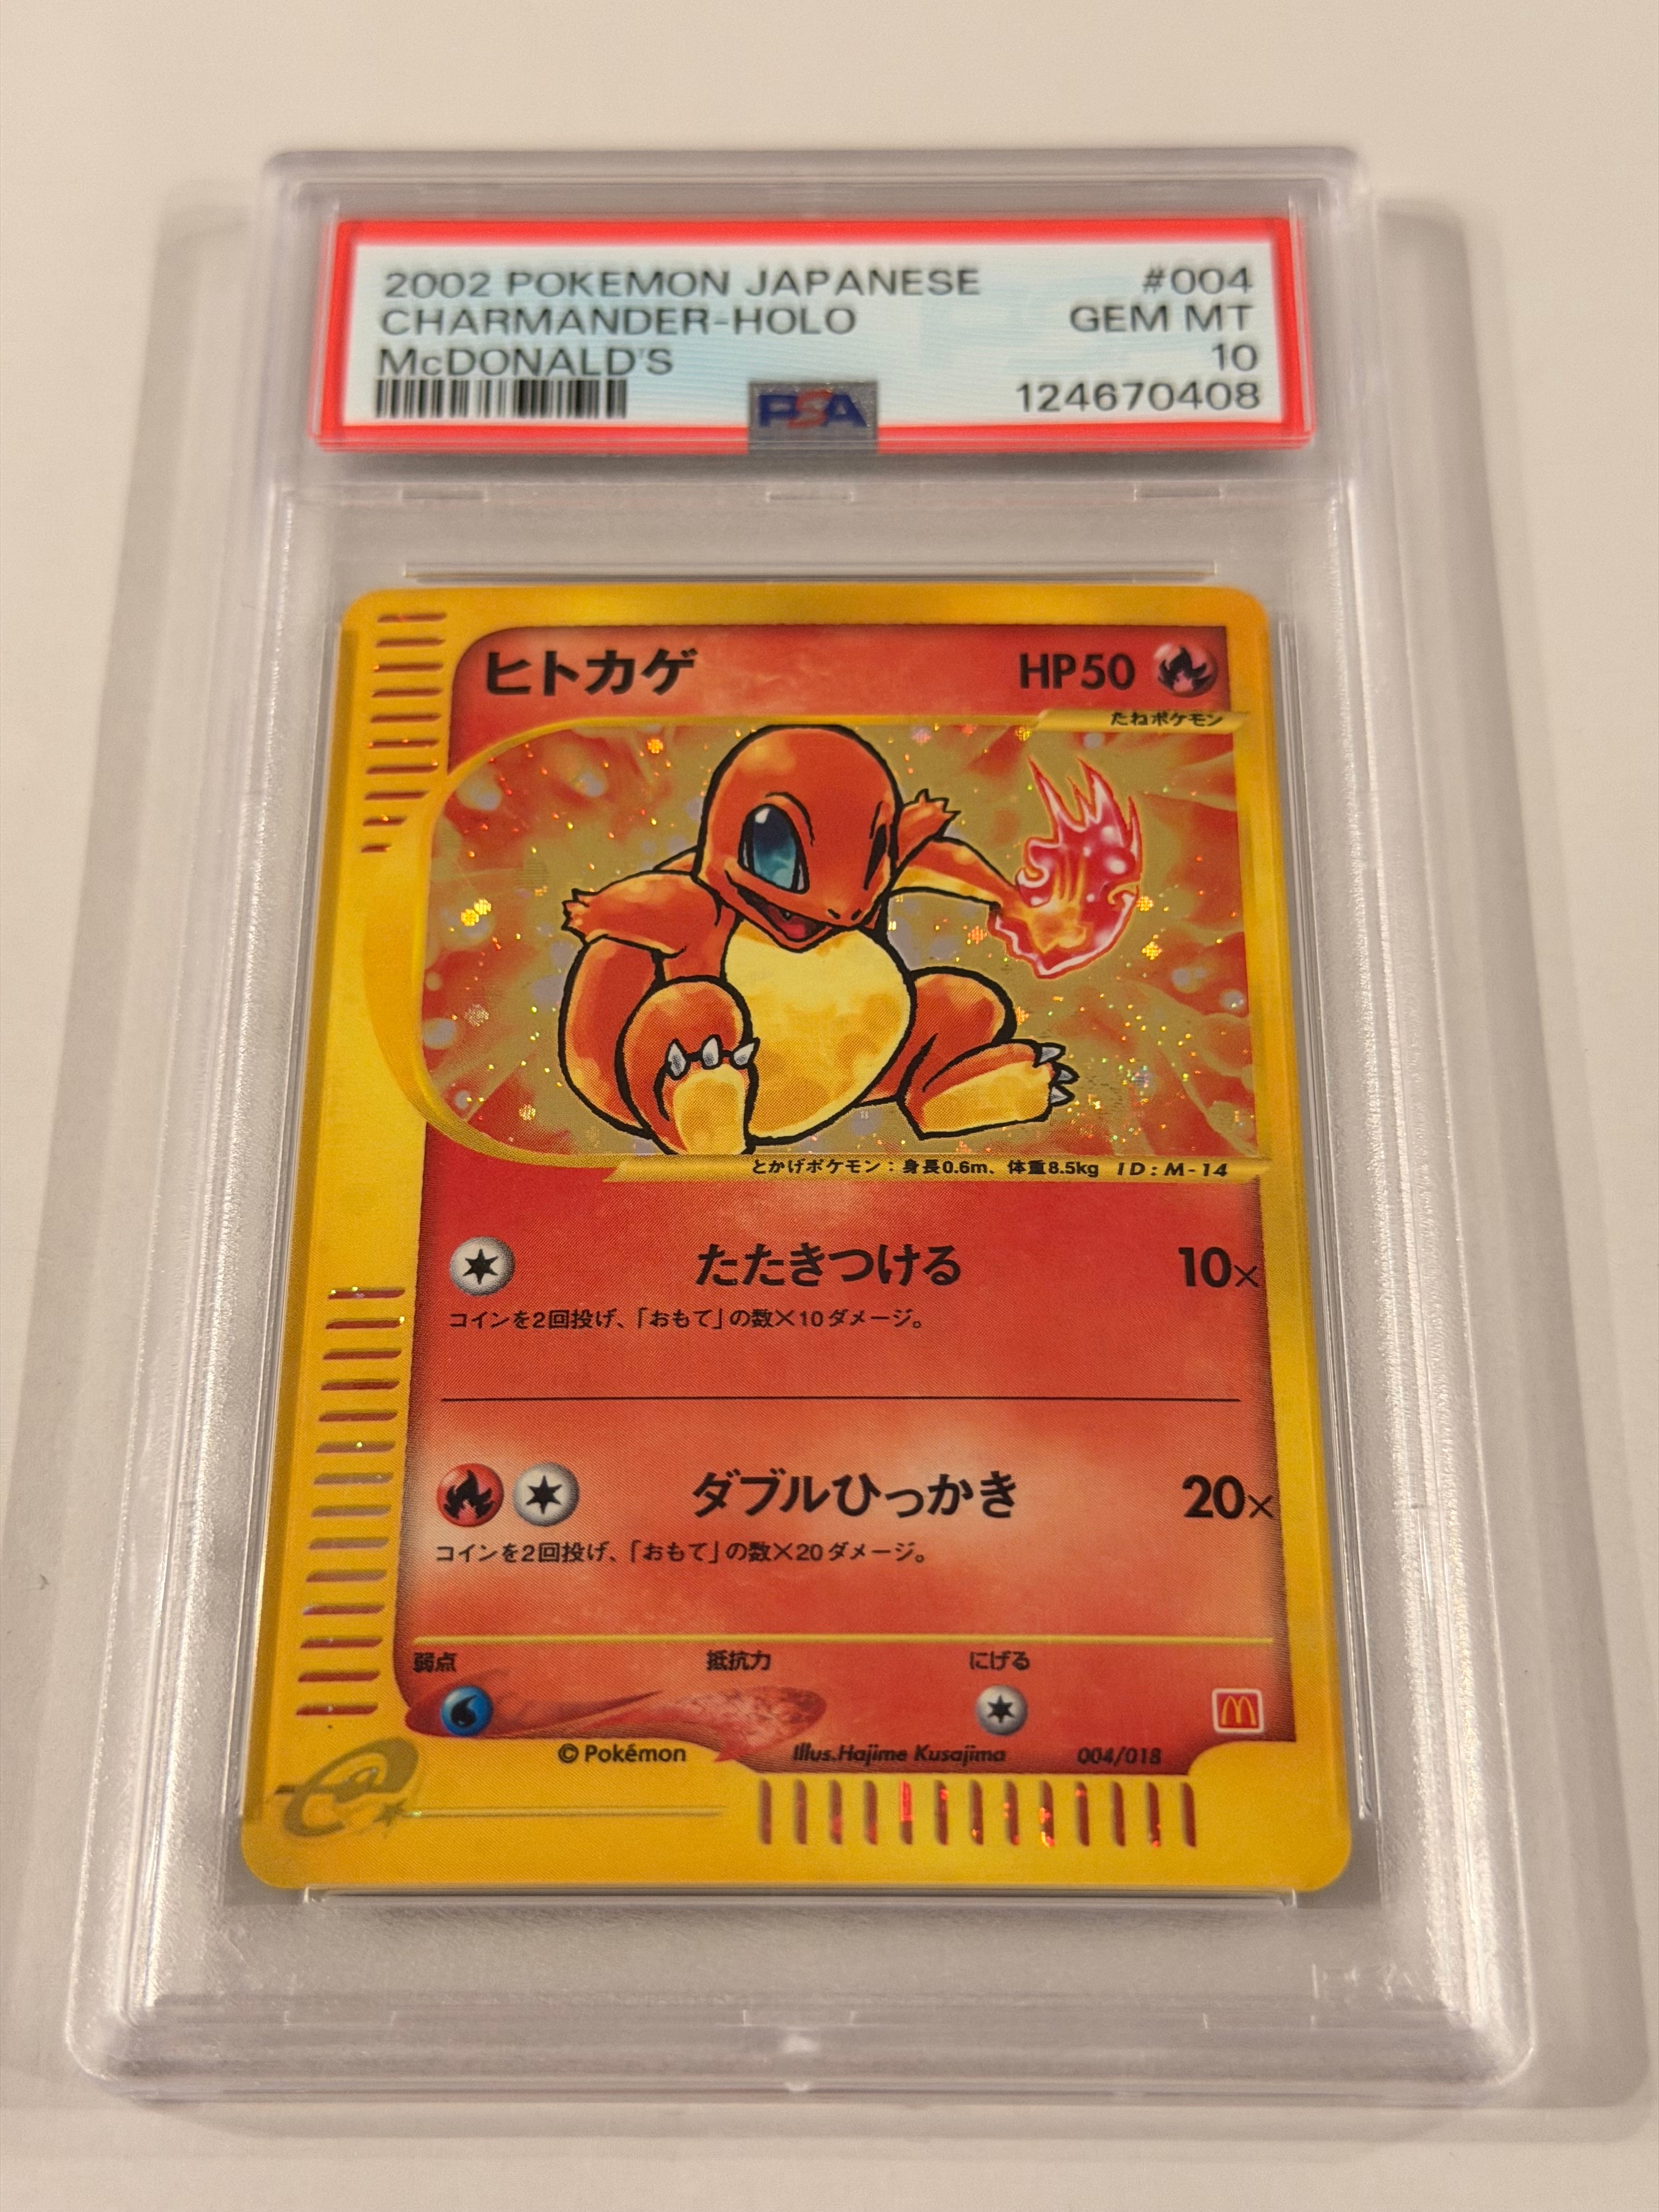 2002 POKEMON JAPANESE #004
CHARMANDER-HOLO GEM MT
McDONALD'S 10
PSA 124670408
ヒトカゲ HP50
たねポケモン
とかげポケモン：身長0.6m、体重8.5kg ID:M-14
たたきつける 10×
コインを2回投げ、「おもて」の数×10ダメージ。
ダブルひっかき 20×
コインを2回投げ、「おもて」の数×20ダメージ。
弱点 抵抗力 にげる
©Pokémon Illus.Hajime Kusajima 004/018
e